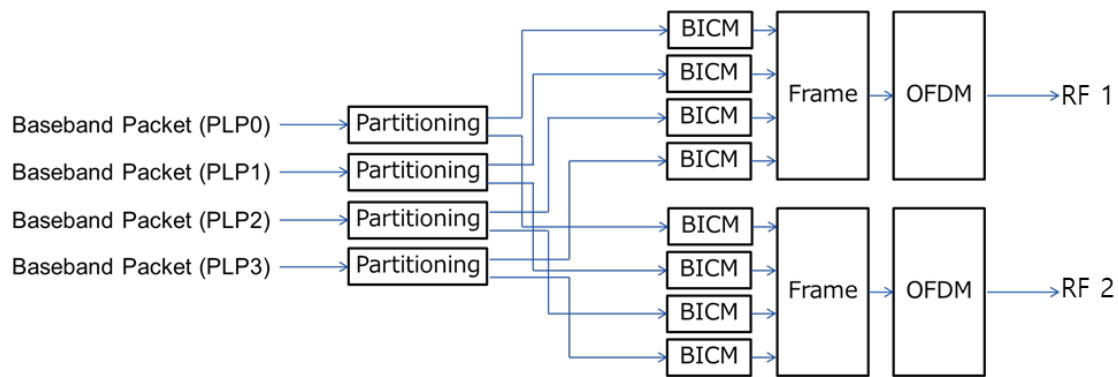 BICM
BICM
BICM
BICM
Frame
OFDM
RF 1
Baseband Packet (PLP0)
Partitioning
Baseband Packet (PLP1)
Partitioning
Baseband Packet (PLP2)
Partitioning
Baseband Packet (PLP3)
Partitioning
BICM
BICM
BICM
BICM
Frame
OFDM
RF 2